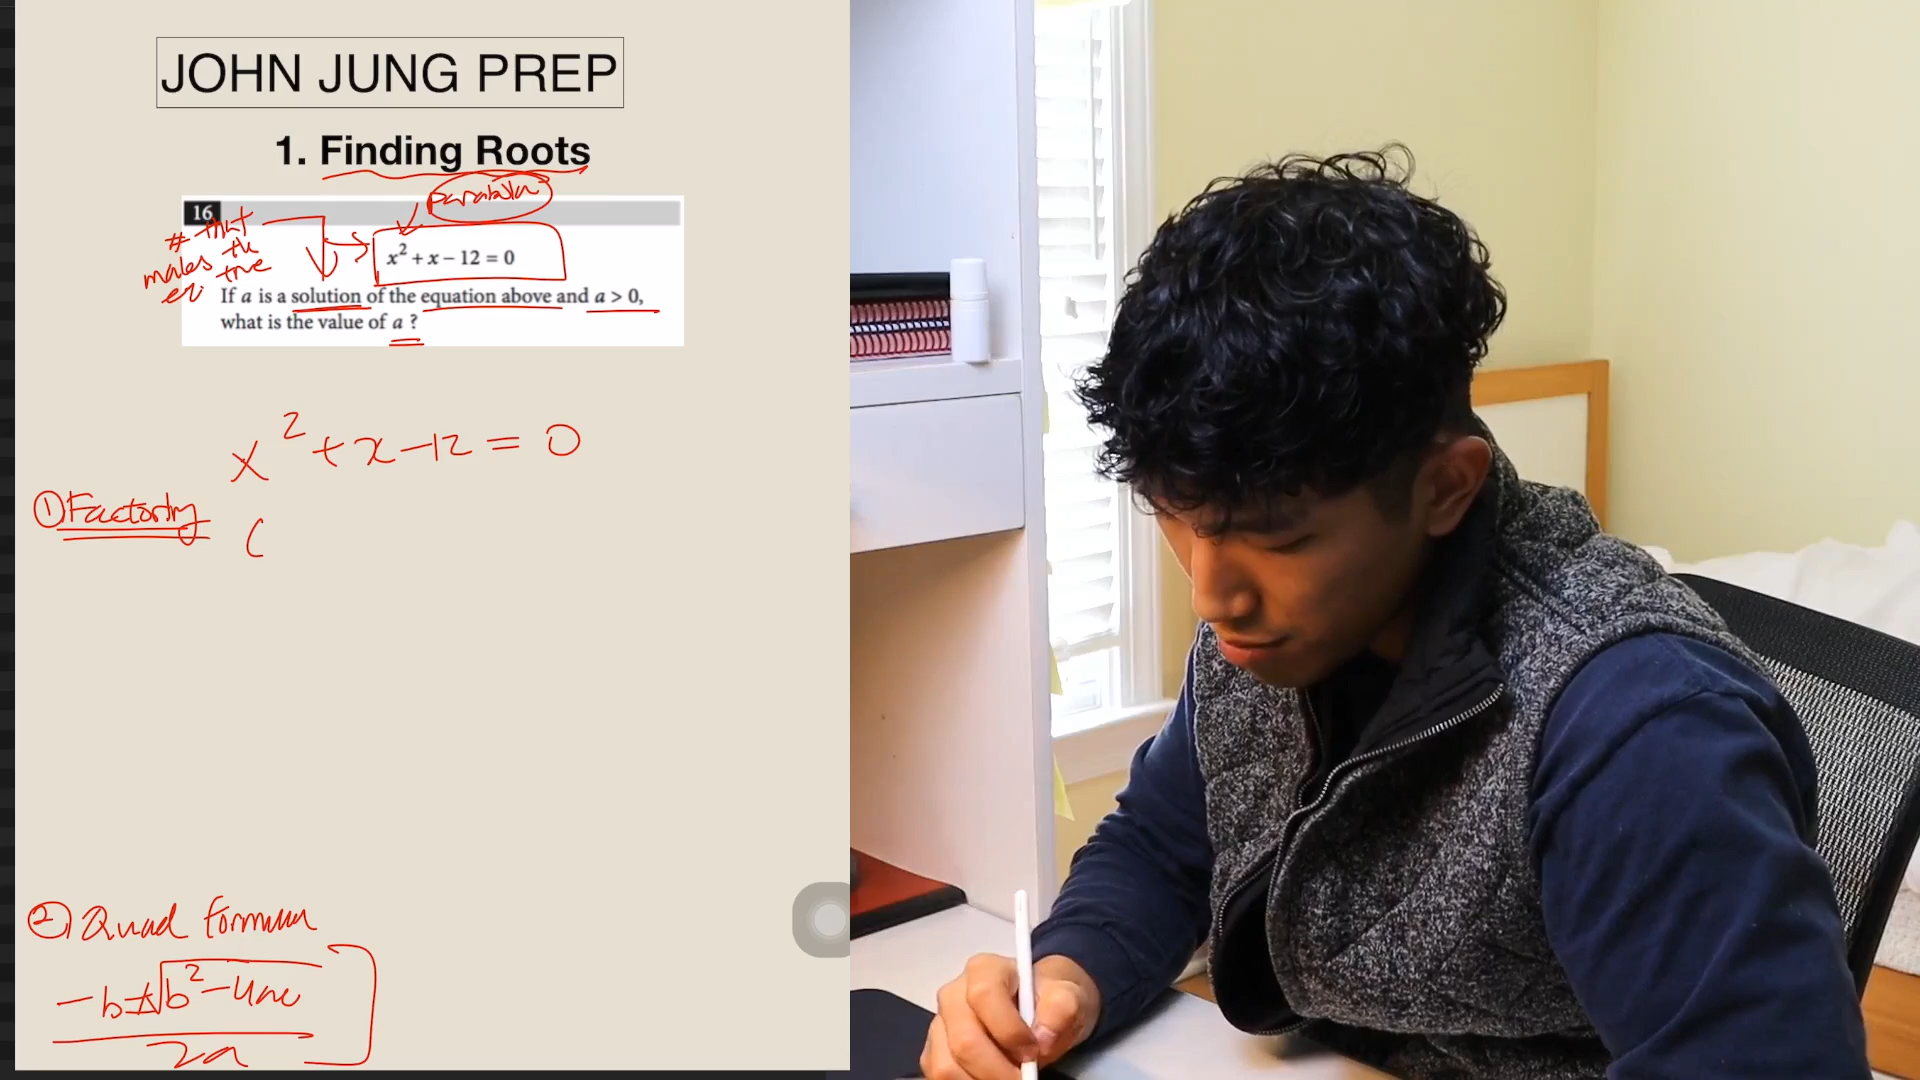 JOHN JUNG PREP
1. Finding Roots
parabola
16
# that
makes the
eq. true
x² + x – 12 = 0
If a is a solution of the equation above and a > 0,
what is the value of a ?
x² + x – 12 = 0
① Factoring
(
② Quad formula
-b±√b²-4ac
2a